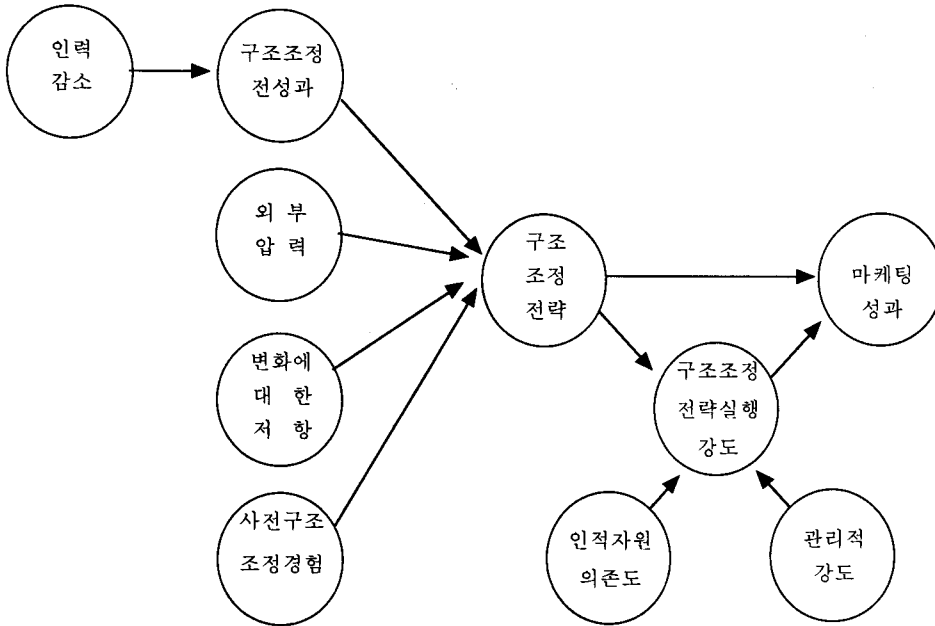 인력
감소
구조조정
전성과
외 부
압 력
변화에
대 한
저 항
사전구조
조정경험
구조
조정
전략
마케팅
성과
구조조정
전략실행
강도
인적자원
의존도
관리적
강도